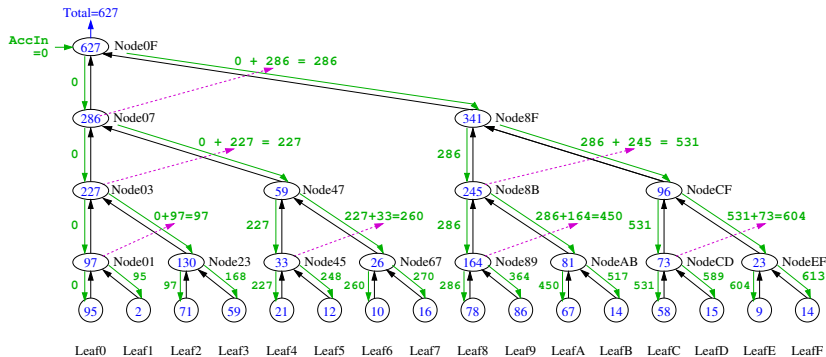 Total=627
AccIn
=0
627 Node0F
0 + 286 = 286
0
286 Node07
341 Node8F
0 + 227 = 227
286 + 245 = 531
0
286
227 Node03
59 Node47
245 Node8B
96 NodeCF
0+97=97
227+33=260
286+164=450
531+73=604
0
227
286
531
97 Node01
130 Node23
33 Node45
26 Node67
164 Node89
81 NodeAB
73 NodeCD
23 NodeEF
0 95 97 168 227 248 260 270 286 364 450 517 531 589 604 613
95 2 71 59 21 12 10 16 78 86 67 14 58 15 9 14
Leaf0 Leaf1 Leaf2 Leaf3 Leaf4 Leaf5 Leaf6 Leaf7 Leaf8 Leaf9 LeafA LeafB LeafC LeafD LeafE LeafF